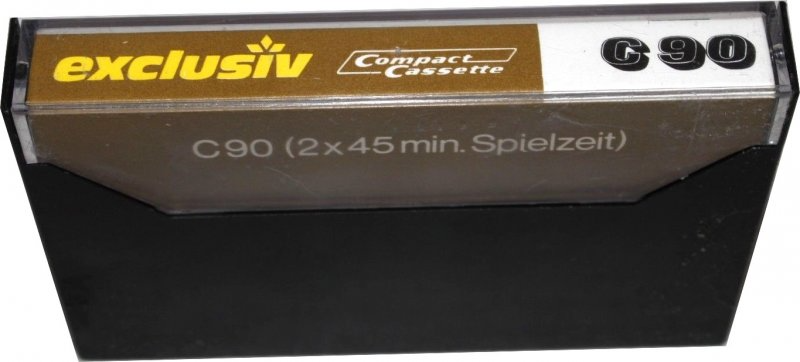 exclusiv
Compact
Cassette
C 90
C90 (2x45 min. Spielzeit)